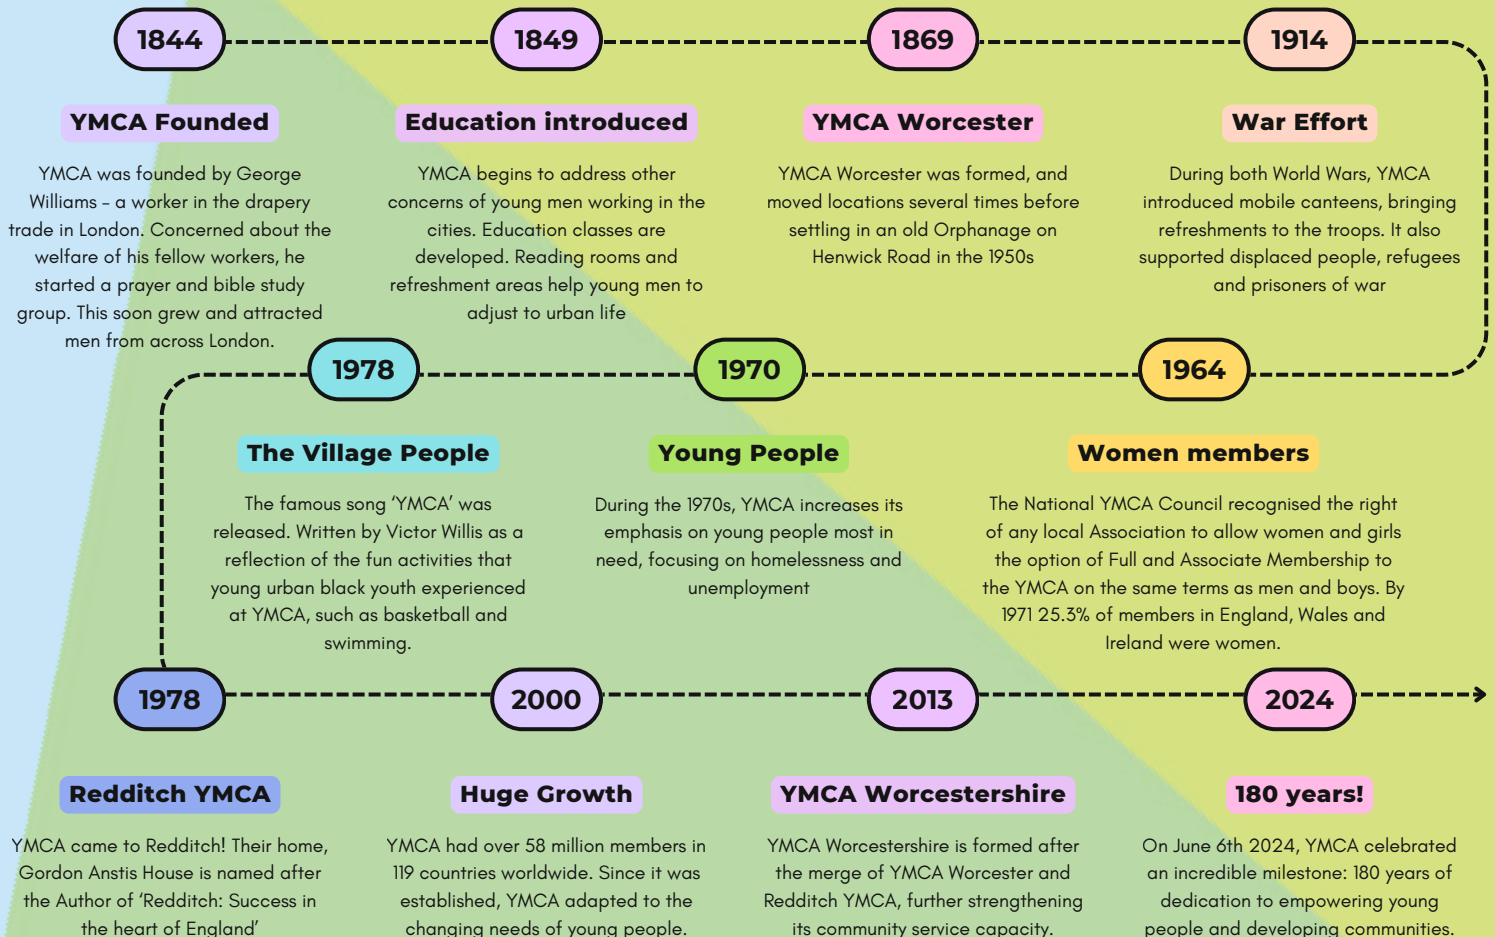 1844
YMCA Founded
YMCA was founded by George
Williams - a worker in the drapery
trade in London. Concerned about the
welfare of his fellow workers, he
started a prayer and bible study
group. This soon grew and attracted
men from across London.
1849
Education introduced
YMCA begins to address other
concerns of young men working in the
cities. Education classes are
developed. Reading rooms and
refreshment areas help young men to
adjust to urban life
1869
YMCA Worcester
YMCA Worcester was formed, and
moved locations several times before
settling in an old Orphanage on
Henwick Road in the 1950s
1914
War Effort
During both World Wars, YMCA
introduced mobile canteens, bringing
refreshments to the troops. It also
supported displaced people, refugees
and prisoners of war
1964
Women members
The National YMCA Council recognised the right
of any local Association to allow women and girls
the option of Full and Associate Membership to
the YMCA on the same terms as men and boys. By
1971 25.3% of members in England, Wales and
Ireland were women.
1970
Young People
During the 1970s, YMCA increases its
emphasis on young people most in
need, focusing on homelessness and
unemployment
1978
The Village People
The famous song ‘YMCA’ was
released. Written by Victor Willis as a
reflection of the fun activities that
young urban black youth experienced
at YMCA, such as basketball and
swimming.
1978
Redditch YMCA
YMCA came to Redditch! Their home,
Gordon Anstis House is named after
the Author of ‘Redditch: Success in
the heart of England’
2000
Huge Growth
YMCA had over 58 million members in
119 countries worldwide. Since it was
established, YMCA adapted to the
changing needs of young people.
2013
YMCA Worcestershire
YMCA Worcestershire is formed after
the merge of YMCA Worcester and
Redditch YMCA, further strengthening
its community service capacity.
2024
180 years!
On June 6th 2024, YMCA celebrated
an incredible milestone: 180 years of
dedication to empowering young
people and developing communities.